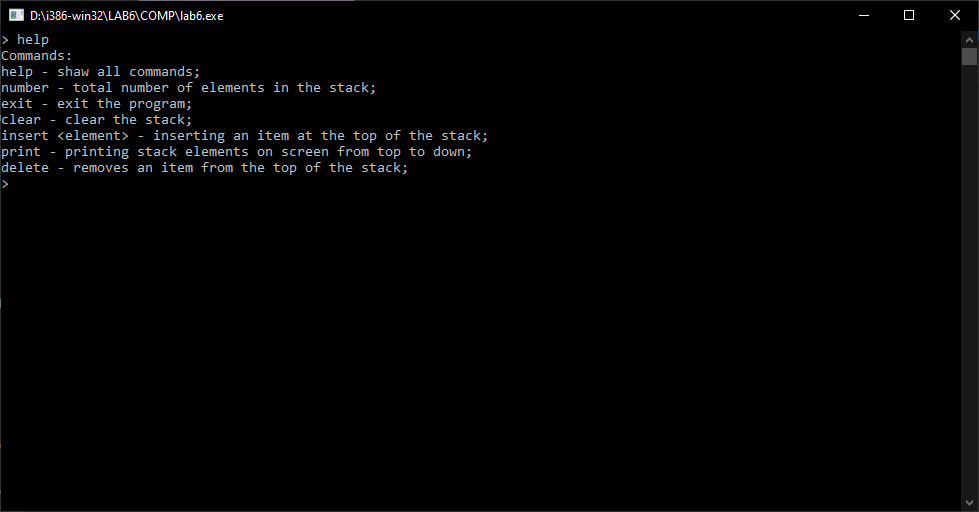 D:\i386-win32\LAB6\COMP\lab6.exe
> help
Commands:
help - shaw all commands;
number - total number of elements in the stack;
exit - exit the program;
clear - clear the stack;
insert <element> - inserting an item at the top of the stack;
print - printing stack elements on screen from top to down;
delete - removes an item from the top of the stack;
>